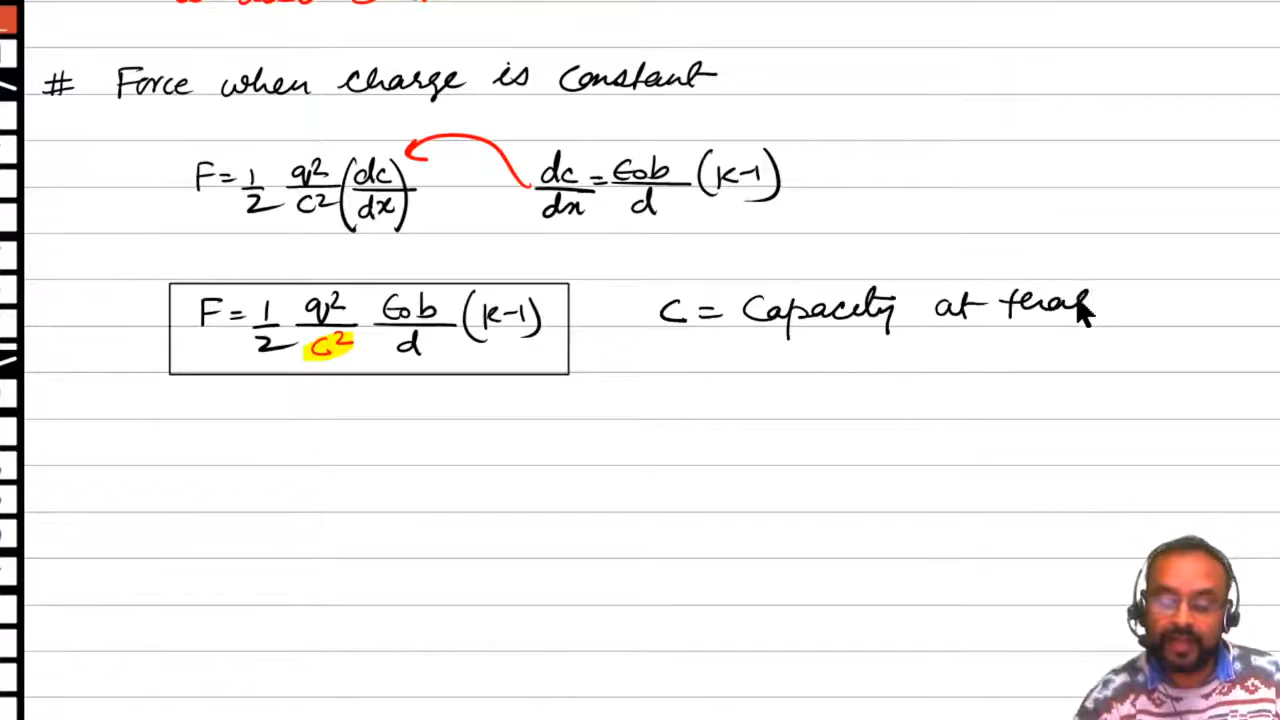 # Force when charge is constant
F = 1/2 q²/C² (dc/dx) dc/dx = ε₀b/d (K-1)
F = 1/2 q²/C² ε₀b/d (K-1) C = Capacity at